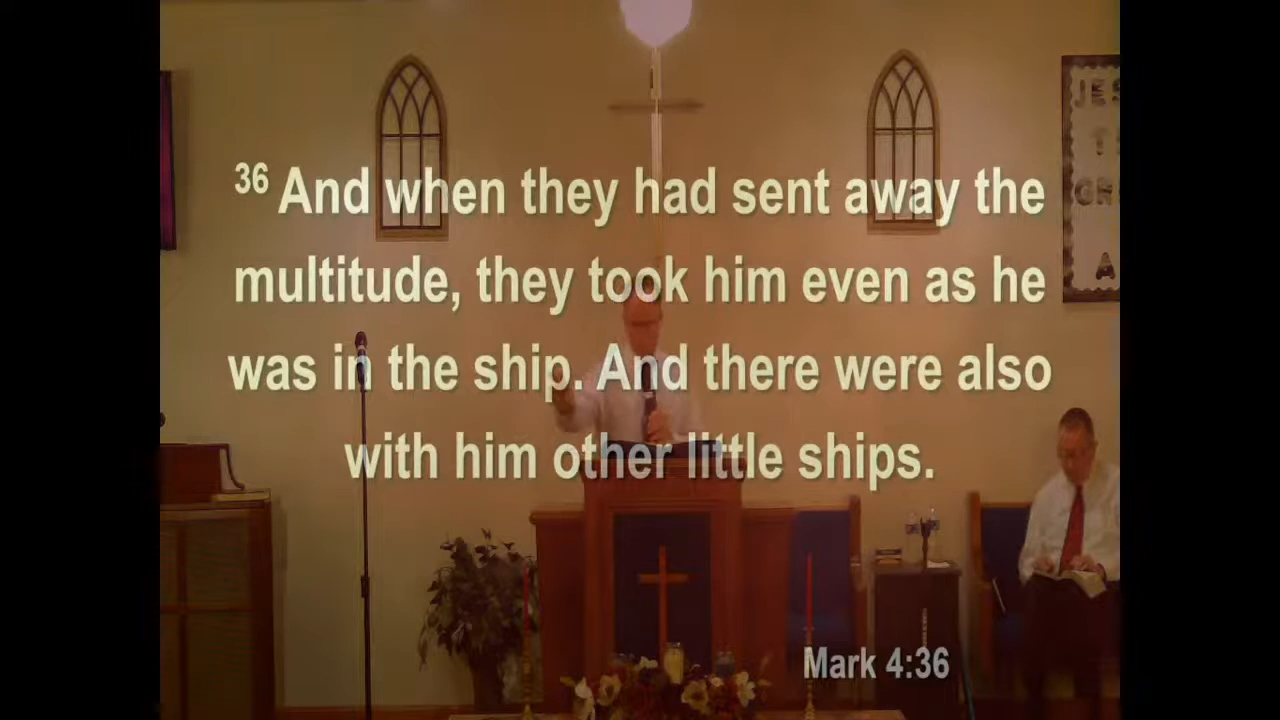 36 And when they had sent away the
multitude, they took him even as he
was in the ship. And there were also
with him other little ships.
Mark 4:36